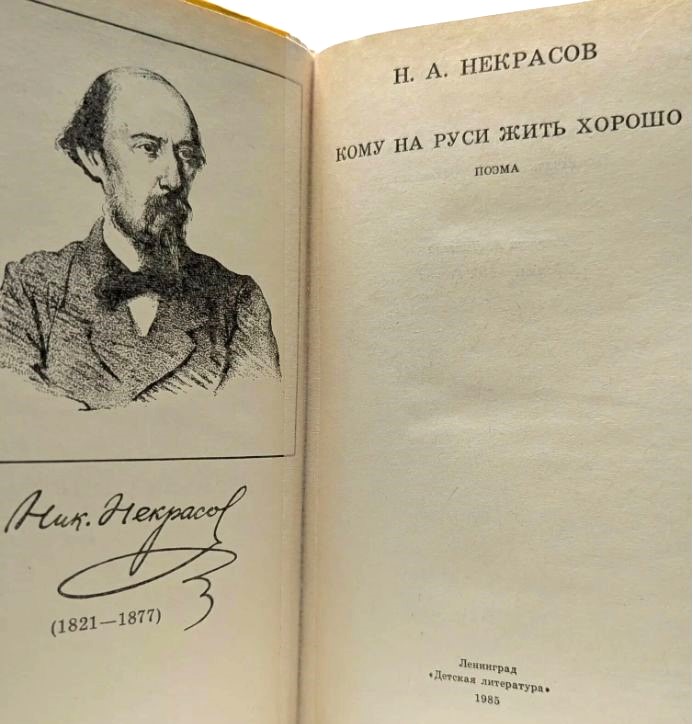 Ник. Некрасов
(1821—1877)
Н. А. НЕКРАСОВ
КОМУ НА РУСИ ЖИТЬ ХОРОШО
ПОЭМА
Ленинград
«Детская литература»
1985